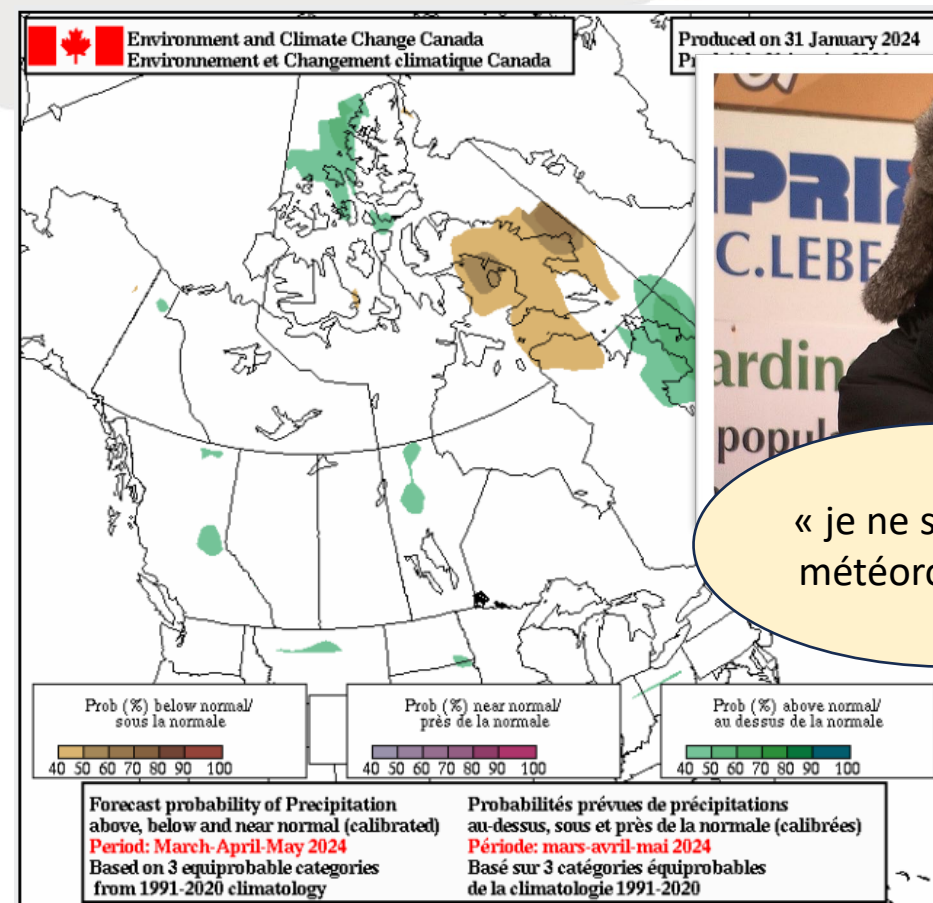 Environment and Climate Change Canada
Environnement et Changement climatique Canada
Produced on 31 January 2024
PRI
C.LEBE
ardin
popul
« je ne s
météoro
Prob (%) below normal/
sous la normale
40 50 60 70 80 90 100
Prob (%) near normal/
près de la normale
40 50 60 70 80 90 100
Prob (%) above normal/
au dessus de la normale
40 50 60 70 80 90 100
Forecast probability of Precipitation
above, below and near normal (calibrated)
Period: March-April-May 2024
Based on 3 equiprobable categories
from 1991-2020 climatology
Probabilités prévues de précipitations
au-dessus, sous et près de la normale (calibrées)
Période: mars-avril-mai 2024
Basé sur 3 catégories équiprobables
de la climatologie 1991-2020